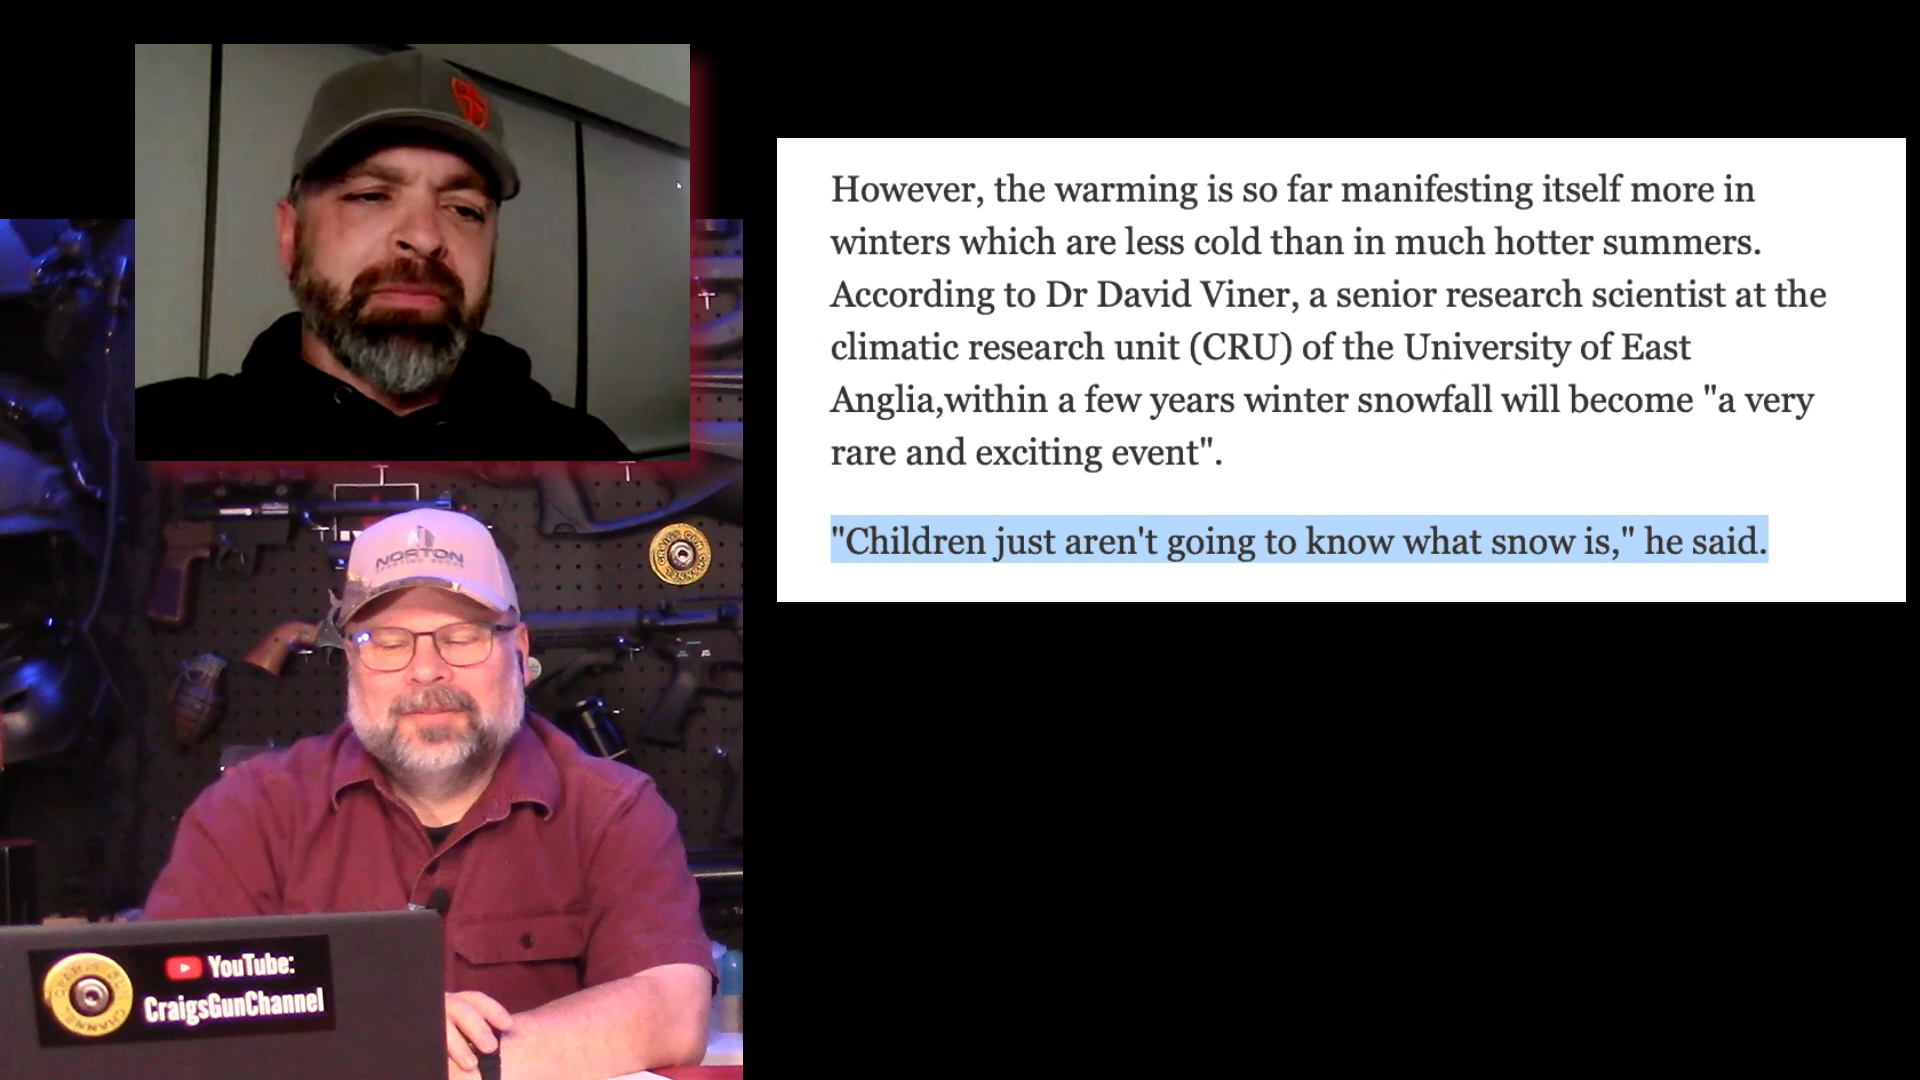 However, the warming is so far manifesting itself more in
winters which are less cold than in much hotter summers.
According to Dr David Viner, a senior research scientist at the
climatic research unit (CRU) of the University of East
Anglia,within a few years winter snowfall will become "a very
rare and exciting event".
"Children just aren't going to know what snow is," he said.
NORTON
YouTube:
CraigsGunChannel